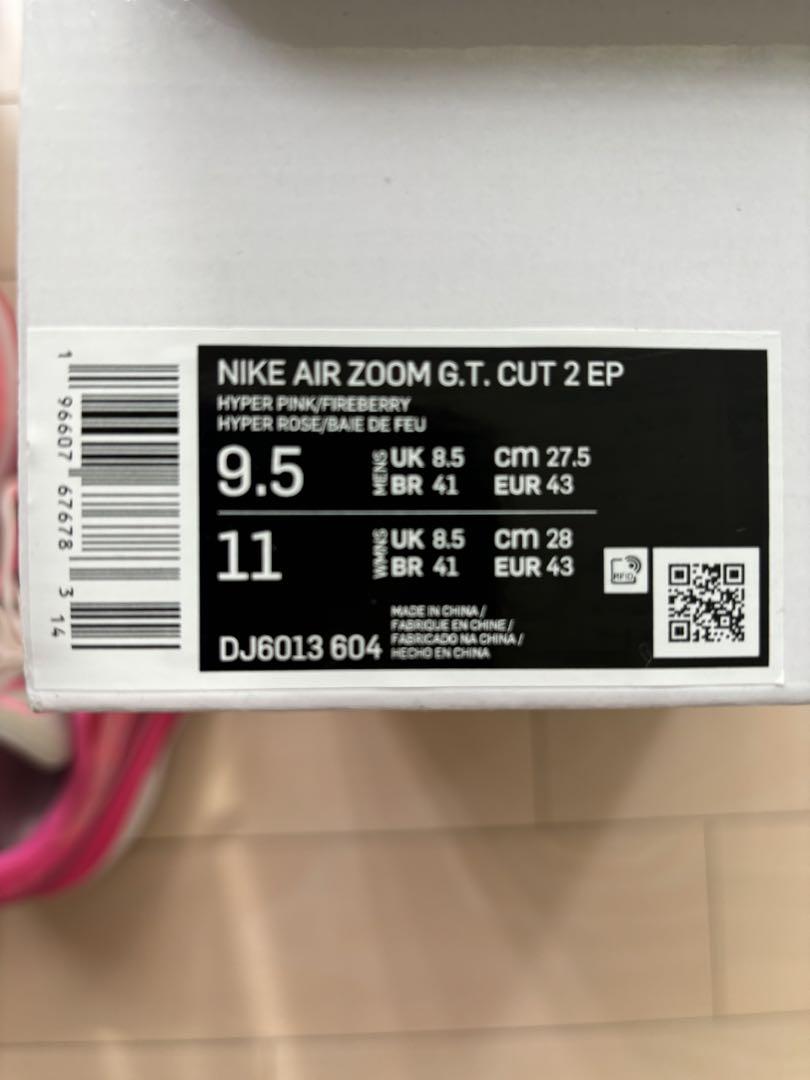 NIKE AIR ZOOM G.T. CUT 2 EP
HYPER PINK/FIREBERRY
HYPER ROSE/BAIE DE FEU
9.5 MENS UK 8.5 cm 27.5
BR 41 EUR 43
11 WMNS UK 8.5 cm 28
BR 41 EUR 43
RFID
MADE IN CHINA /
FABRIQUE EN CHINE /
FABRICADO NA CHINA /
HECHO EN CHINA
DJ6013 604
1 96607 67678 3 14